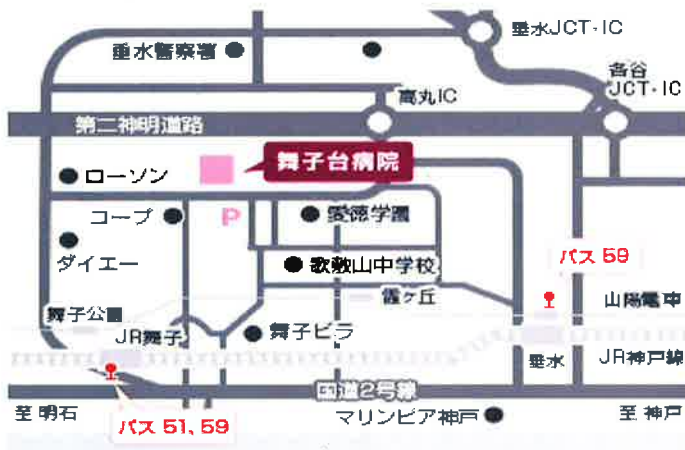 垂水JCT・IC
垂水警察署
各谷
JCT・IC
高丸IC
第二神明道路
舞子台病院
ローソン
コープ
P
愛徳学園
ダイエー
歌敷山中学校
バス 59
霞ヶ丘
山陽電車
舞子公園
JR舞子
舞子ビラ
垂水
JR神戸線
国道2号線
至 明石
バス 51、59
マリンピア神戸
至 神戸